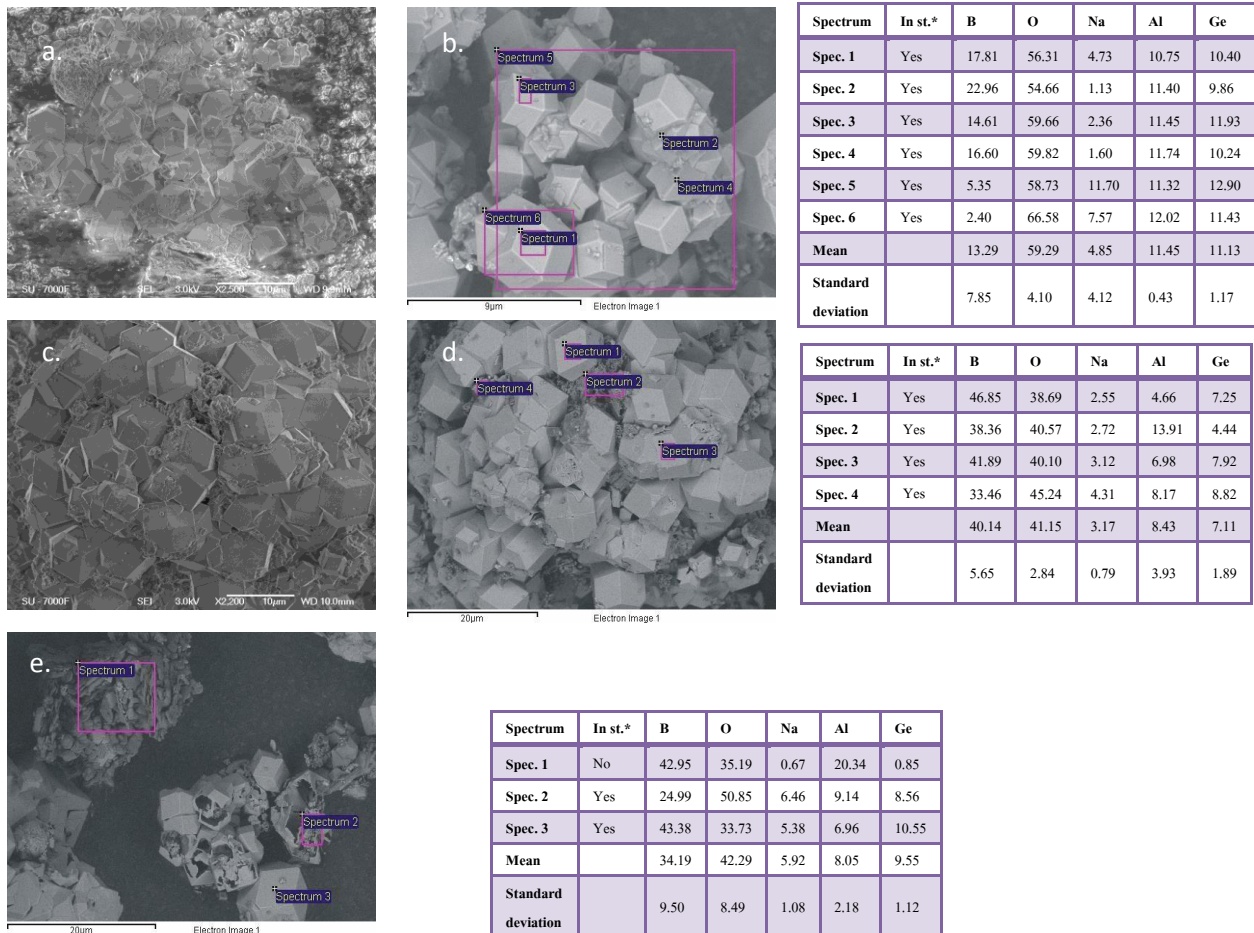 a.
SU - 7000F SEI 3.0kV X2,500 10µm WD 9.9mm
b.
Spectrum 5
Spectrum 3
Spectrum 2
Spectrum 4
Spectrum 6
Spectrum 1
9µm Electron Image 1
Spectrum In st.* B O Na Al Ge
Spec. 1 Yes 17.81 56.31 4.73 10.75 10.40
Spec. 2 Yes 22.96 54.66 1.13 11.40 9.86
Spec. 3 Yes 14.61 59.66 2.36 11.45 11.93
Spec. 4 Yes 16.60 59.82 1.60 11.74 10.24
Spec. 5 Yes 5.35 58.73 11.70 11.32 12.90
Spec. 6 Yes 2.40 66.58 7.57 12.02 11.43
Mean 13.29 59.29 4.85 11.45 11.13
Standard
deviation 7.85 4.10 4.12 0.43 1.17
c.
SU - 7000F SEI 3.0kV X2,200 10µm WD 10.0mm
d.
Spectrum 1
Spectrum 2
Spectrum 4
Spectrum 3
20µm Electron Image 1
Spectrum In st.* B O Na Al Ge
Spec. 1 Yes 46.85 38.69 2.55 4.66 7.25
Spec. 2 Yes 38.36 40.57 2.72 13.91 4.44
Spec. 3 Yes 41.89 40.10 3.12 6.98 7.92
Spec. 4 Yes 33.46 45.24 4.31 8.17 8.82
Mean 40.14 41.15 3.17 8.43 7.11
Standard
deviation 5.65 2.84 0.79 3.93 1.89
e.
Spectrum 1
Spectrum 2
Spectrum 3
20µm Electron Image 1
Spectrum In st.* B O Na Al Ge
Spec. 1 No 42.95 35.19 0.67 20.34 0.85
Spec. 2 Yes 24.99 50.85 6.46 9.14 8.56
Spec. 3 Yes 43.38 33.73 5.38 6.96 10.55
Mean 34.19 42.29 5.92 8.05 9.55
Standard
deviation 9.50 8.49 1.08 2.18 1.12